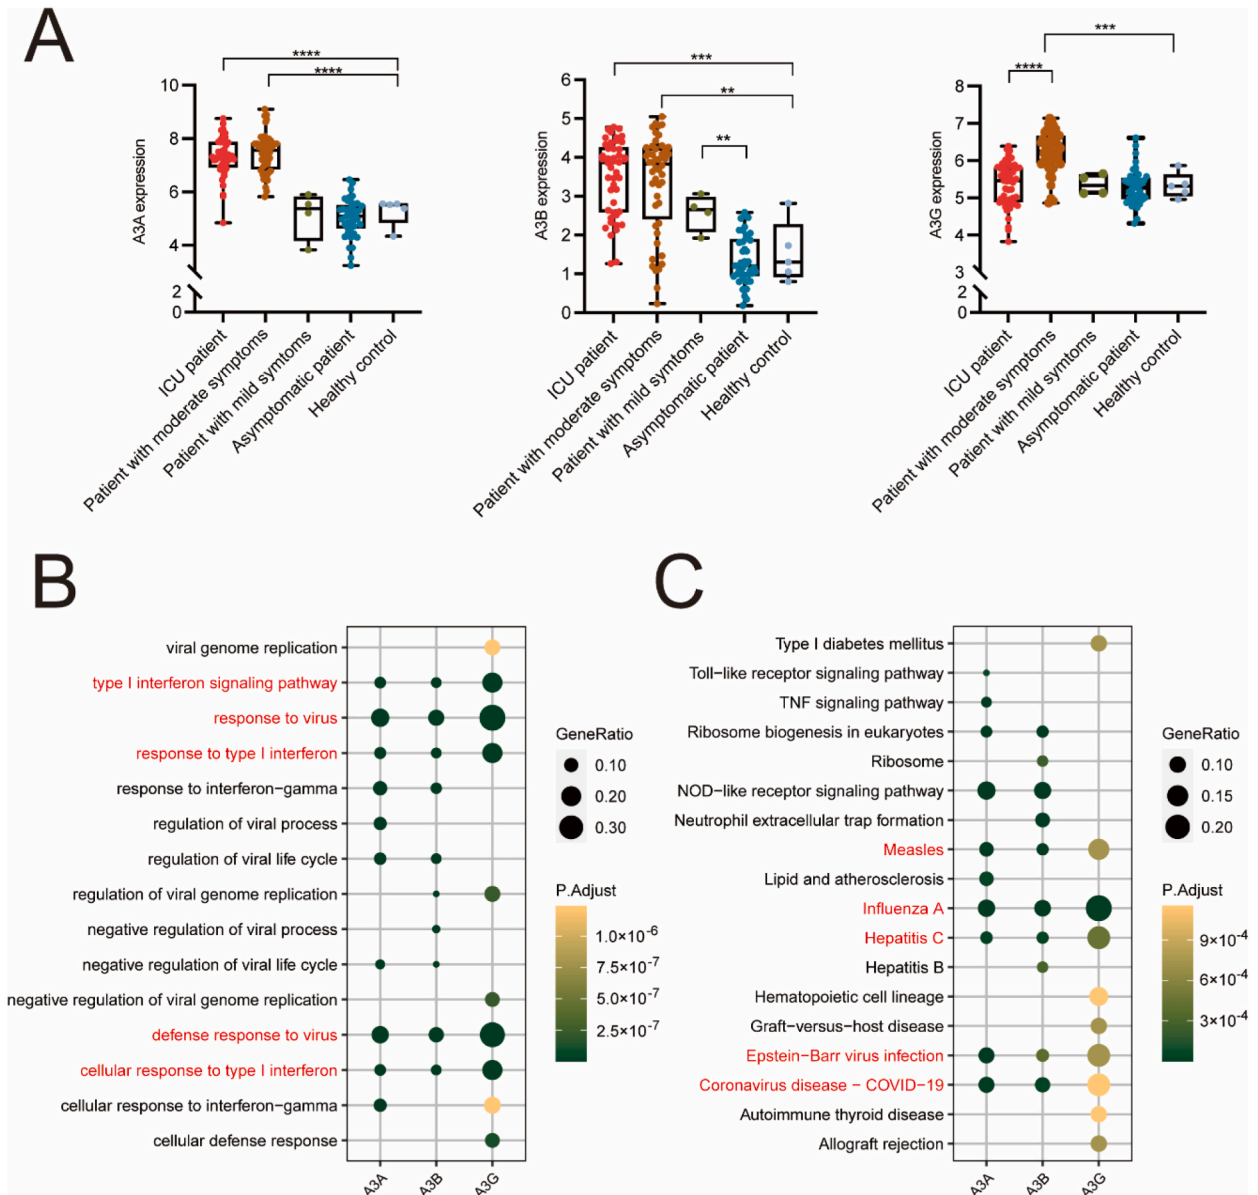 A
A3A expression
10
8
6
4
2
0
****
****
ICU patient
Patient with moderate symptoms
Patient with mild symtoms
Asymptomatic patient
Healthy control
A3B expression
6
5
4
3
2
1
0
***
**
**
ICU patient
Patient with moderate symptoms
Patient with mild symtoms
Asymptomatic patient
Healthy control
A3G expression
8
7
6
5
4
3
2
0
***
****
ICU patient
Patient with moderate symptoms
Patient with mild symtoms
Asymptomatic patient
Healthy control
B
viral genome replication
type I interferon signaling pathway
response to virus
response to type I interferon
response to interferon−gamma
regulation of viral process
regulation of viral life cycle
regulation of viral genome replication
negative regulation of viral process
negative regulation of viral life cycle
negative regulation of viral genome replication
defense response to virus
cellular response to type I interferon
cellular response to interferon−gamma
cellular defense response
A3A
A3B
A3G
GeneRatio
0.10
0.20
0.30
P.Adjust
1.0×10⁻⁶
7.5×10⁻⁷
5.0×10⁻⁷
2.5×10⁻⁷
C
Type I diabetes mellitus
Toll−like receptor signaling pathway
TNF signaling pathway
Ribosome biogenesis in eukaryotes
Ribosome
NOD−like receptor signaling pathway
Neutrophil extracellular trap formation
Measles
Lipid and atherosclerosis
Influenza A
Hepatitis C
Hepatitis B
Hematopoietic cell lineage
Graft−versus−host disease
Epstein−Barr virus infection
Coronavirus disease − COVID−19
Autoimmune thyroid disease
Allograft rejection
A3A
A3B
A3G
GeneRatio
0.10
0.15
0.20
P.Adjust
9×10⁻⁴
6×10⁻⁴
3×10⁻⁴